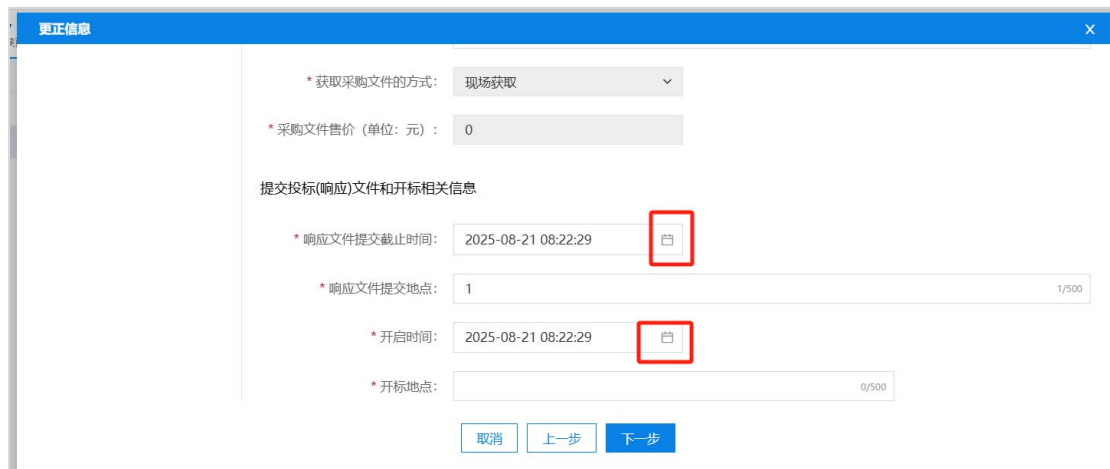 更正信息 X
* 获取采购文件的方式: 现场获取
* 采购文件售价（单位：元）: 0
提交投标(响应)文件和开标相关信息
* 响应文件提交截止时间: 2025-08-21 08:22:29
* 响应文件提交地点: 1 1/500
* 开启时间: 2025-08-21 08:22:29
* 开标地点: 0/500
取消 上一步 下一步